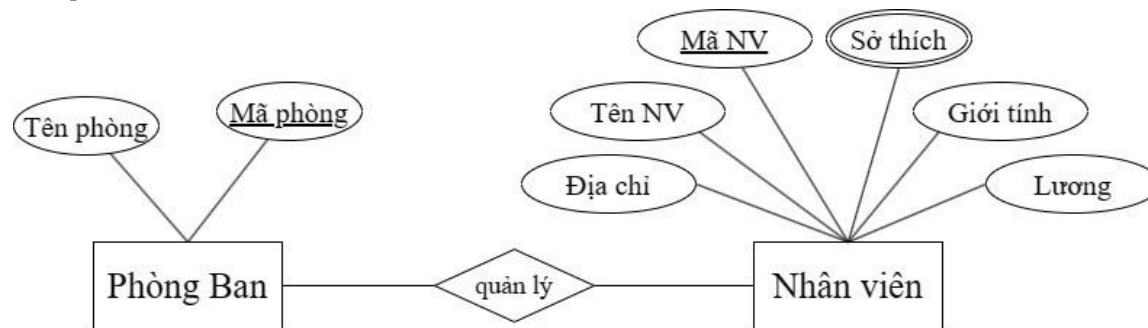 Mã NV
Sở thích
Tên phòng
Mã phòng
Tên NV
Giới tính
Địa chỉ
Lương
Phòng Ban
quản lý
Nhân viên